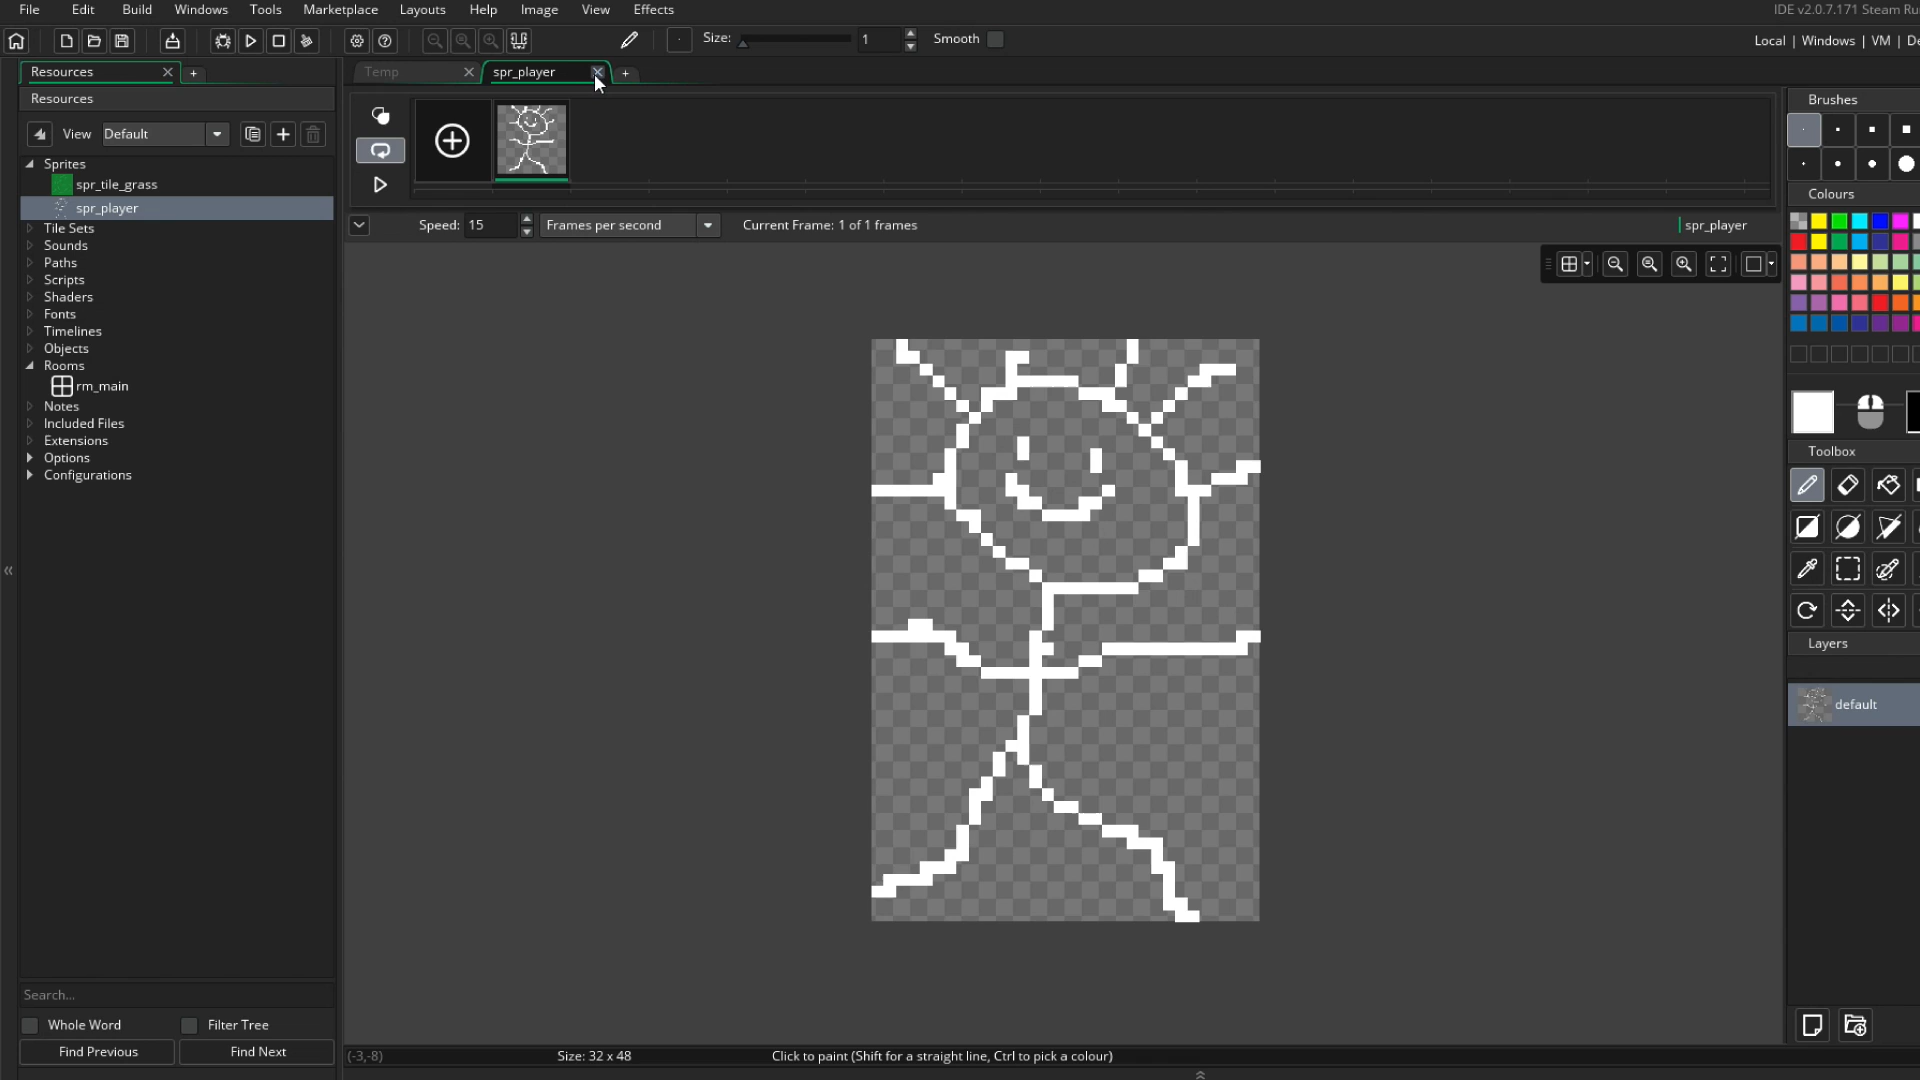 File Edit Build Windows Tools Marketplace Layouts Help Image View Effects
IDE v2.0.7.171 Steam
Size: 1 Smooth
Local | Windows | VM |
Resources
Temp
spr_player
Resources
Brushes
View Default
Sprites
spr_tile_grass
spr_player
Colours
Tile Sets
Speed: 15 Frames per second Current Frame: 1 of 1 frames
spr_player
Sounds
Paths
Scripts
Shaders
Fonts
Timelines
Objects
Rooms
rm_main
Notes
Included Files
Extensions
Toolbox
Options
Configurations
Layers
default
Search...
Whole Word
Filter Tree
Find Previous
Find Next
(-3,-8)
Size: 32 x 48
Click to paint (Shift for a straight line, Ctrl to pick a colour)